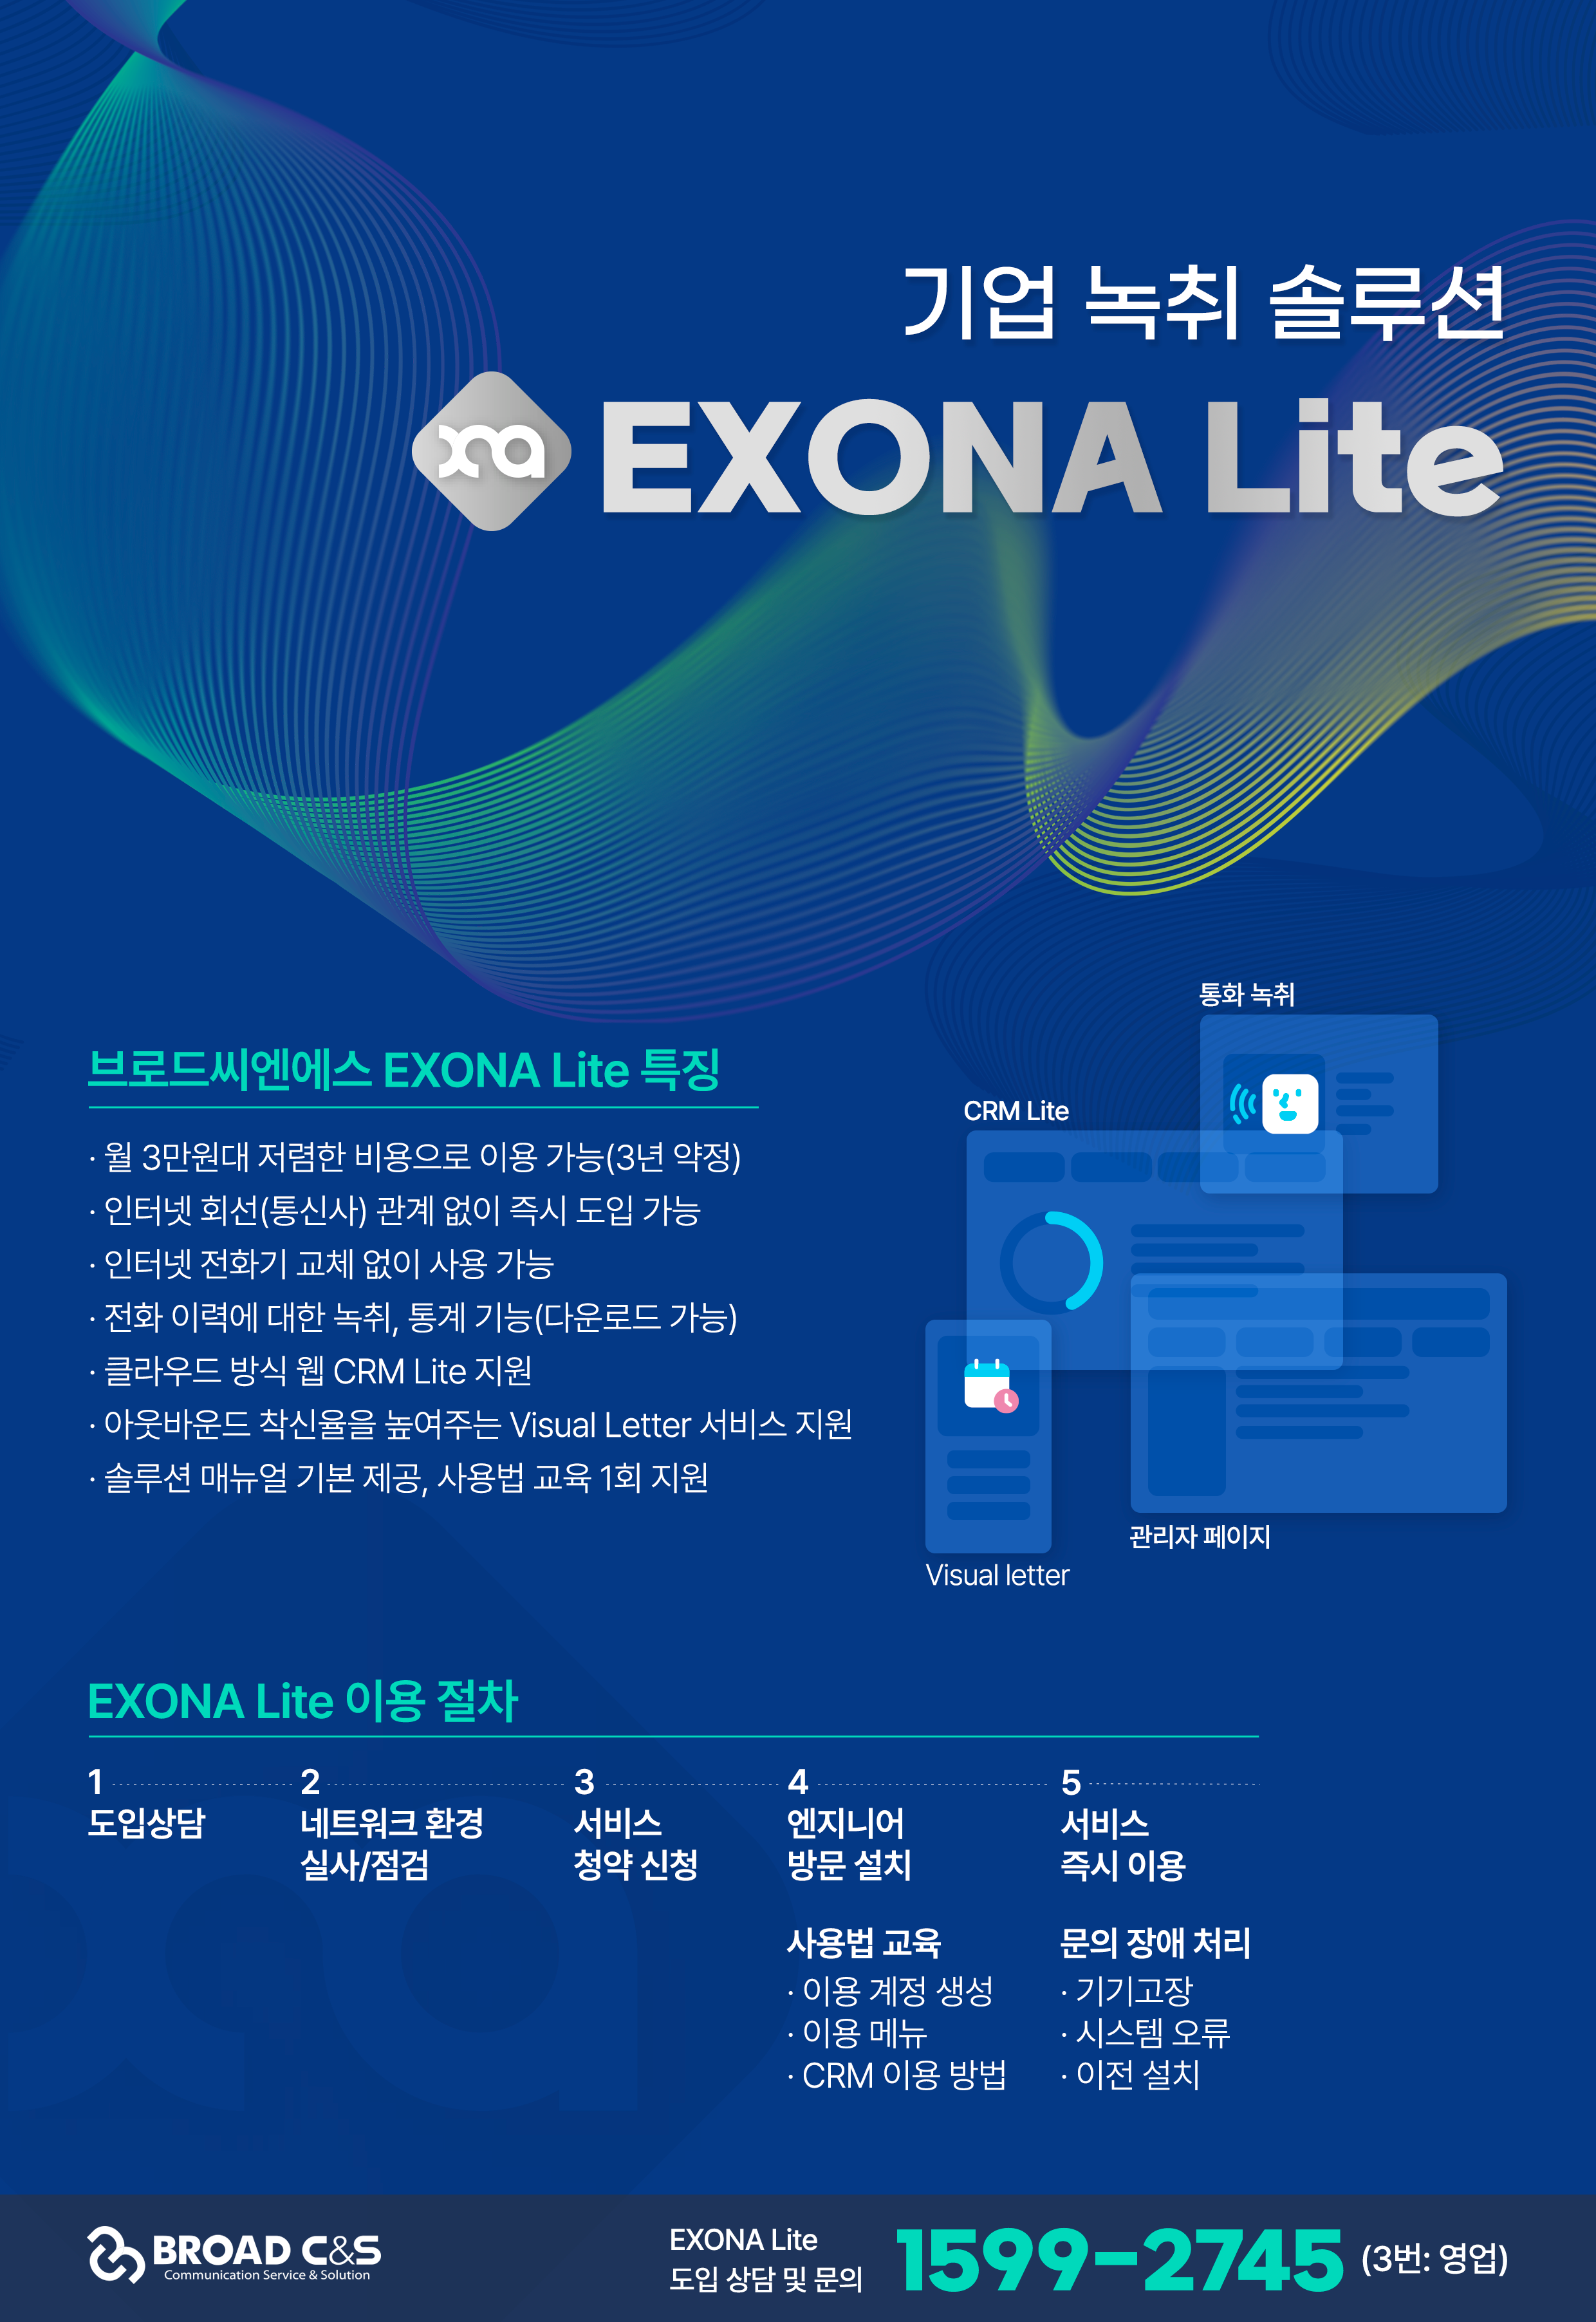 기업 녹취 솔루션
xa EXONA Lite
브로드씨엔에스 EXONA Lite 특징
· 월 3만원대 저렴한 비용으로 이용 가능(3년 약정)
· 인터넷 회선(통신사) 관계 없이 즉시 도입 가능
· 인터넷 전화기 교체 없이 사용 가능
· 전화 이력에 대한 녹취, 통계 기능(다운로드 가능)
· 클라우드 방식 웹 CRM Lite 지원
· 아웃바운드 착신율을 높여주는 Visual Letter 서비스 지원
· 솔루션 매뉴얼 기본 제공, 사용법 교육 1회 지원
통화 녹취
CRM Lite
관리자 페이지
Visual letter
EXONA Lite 이용 절차
1
도입상담
2
네트워크 환경
실사/점검
3
서비스
청약 신청
4
엔지니어
방문 설치
사용법 교육
· 이용 계정 생성
· 이용 메뉴
· CRM 이용 방법
5
서비스
즉시 이용
문의 장애 처리
· 기기고장
· 시스템 오류
· 이전 설치
BROAD C&S
Communication Service & Solution
EXONA Lite
도입 상담 및 문의
1599-2745 (3번: 영업)